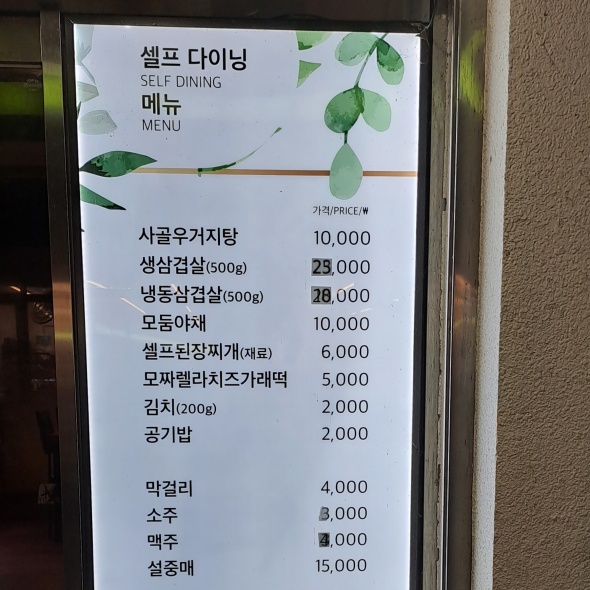 셀프 다이닝
SELF DINING
메뉴
MENU
가격/PRICE/₩
사골우거지탕 10,000
생삼겹살(500g) 25,000
냉동삼겹살(500g) ,000
모둠야채 10,000
셀프된장찌개(재료) 6,000
모짜렐라치즈가래떡 5,000
김치(200g) 2,000
공기밥 2,000
막걸리 4,000
소주 3,000
맥주 4,000
설중매 15,000